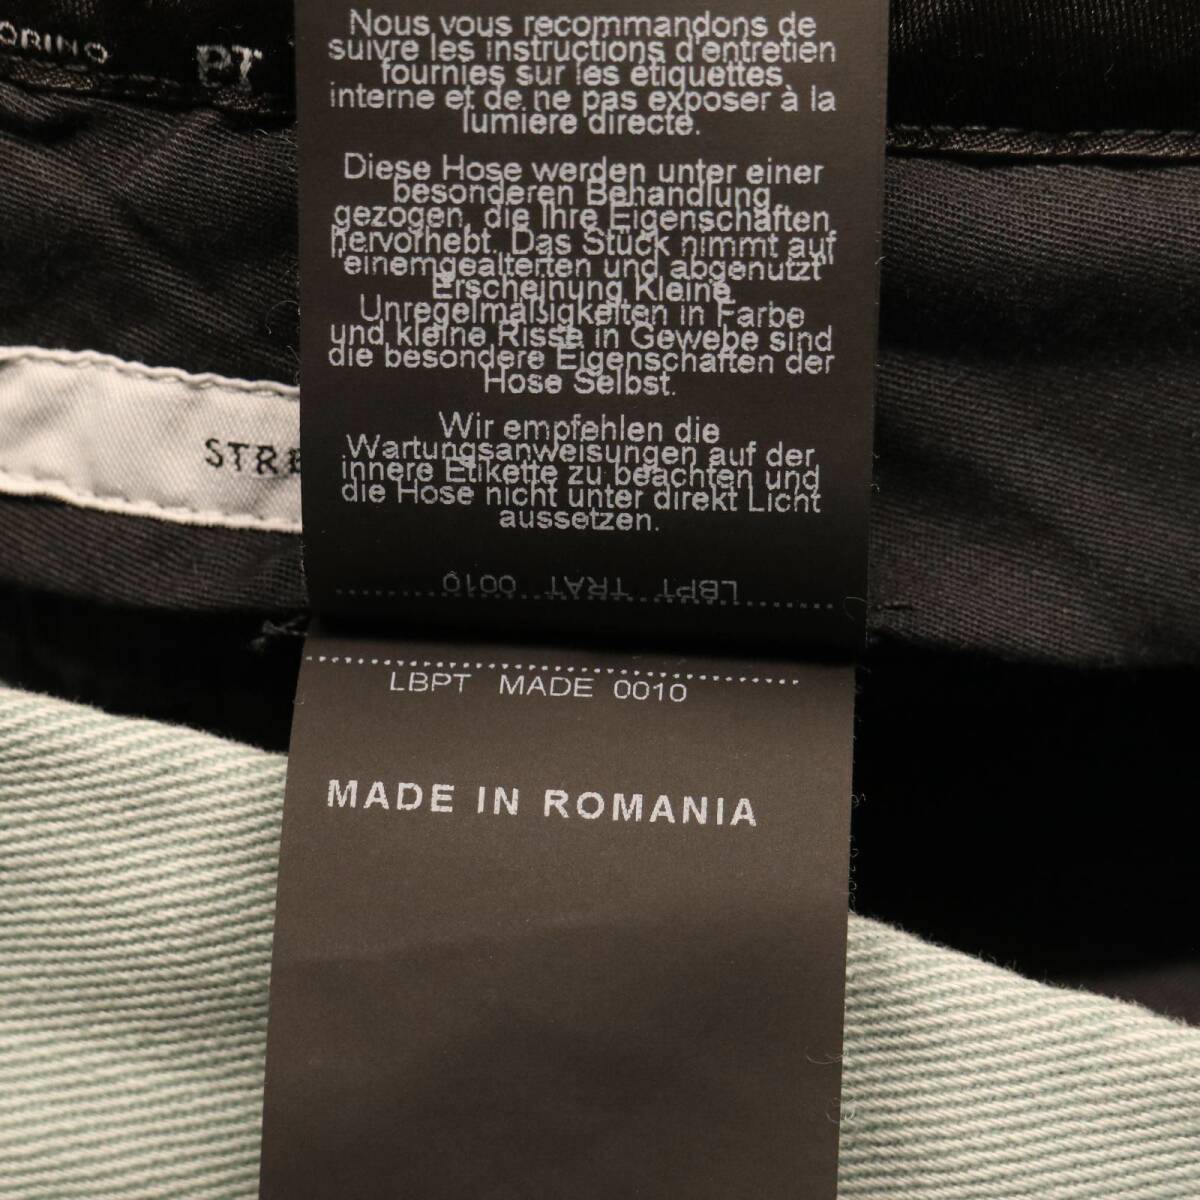 ORINO PT
Nous vous recommandons de
suivre les instructions d'entretien
fournies sur les étiquettes
interne et de ne pas exposer à la
lumière directe.
Diese Hose werden unter einer
besonderen Behandlung
gezogen, die Ihre Eigenschaften
hervorhebt. Das Stück nimmt auf
"einemgealterten und abgenutzt"
Erscheinung Kleine
Unregelmäßigkeiten in Farbe
und kleine Risse in Gewebe sind
die besondere Eigenschaften der
Hose Selbst.
STRE
Wir empfehlen die
Wartungsanweisungen auf der
innere Etikette zu beachten und
die Hose nicht unter direkt Licht
aussetzen.
LBPT TRAT 0010
LBPT MADE 0010
MADE IN ROMANIA